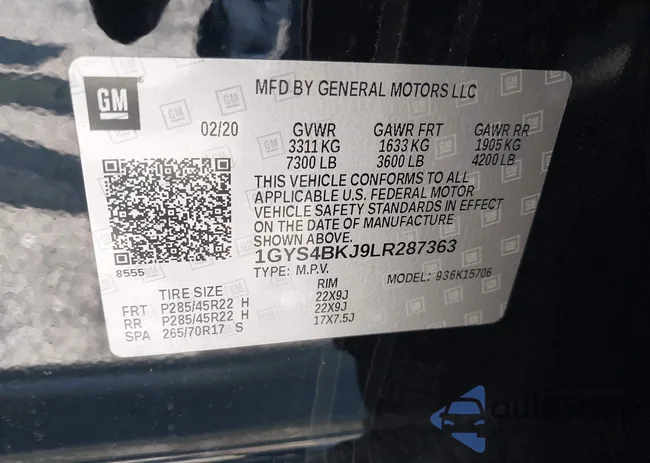 GM
MFD BY GENERAL MOTORS LLC
02/20 GVWR GAWR FRT GAWR RR
3311 KG 1633 KG 1905 KG
7300 LB 3600 LB 4200 LB
THIS VEHICLE CONFORMS TO ALL
APPLICABLE U.S. FEDERAL MOTOR
VEHICLE SAFETY STANDARDS IN EFFECT
ON THE DATE OF MANUFACTURE
1GYS4BKJ9LR287363
8555 TYPE: M.P.V. MODEL: 936K15706
TIRE SIZE RIM
FRT P285/45R22 H 22X9J
RR P285/45R22 H 22X9J
SPA 265/70R17 S 17X7.5J